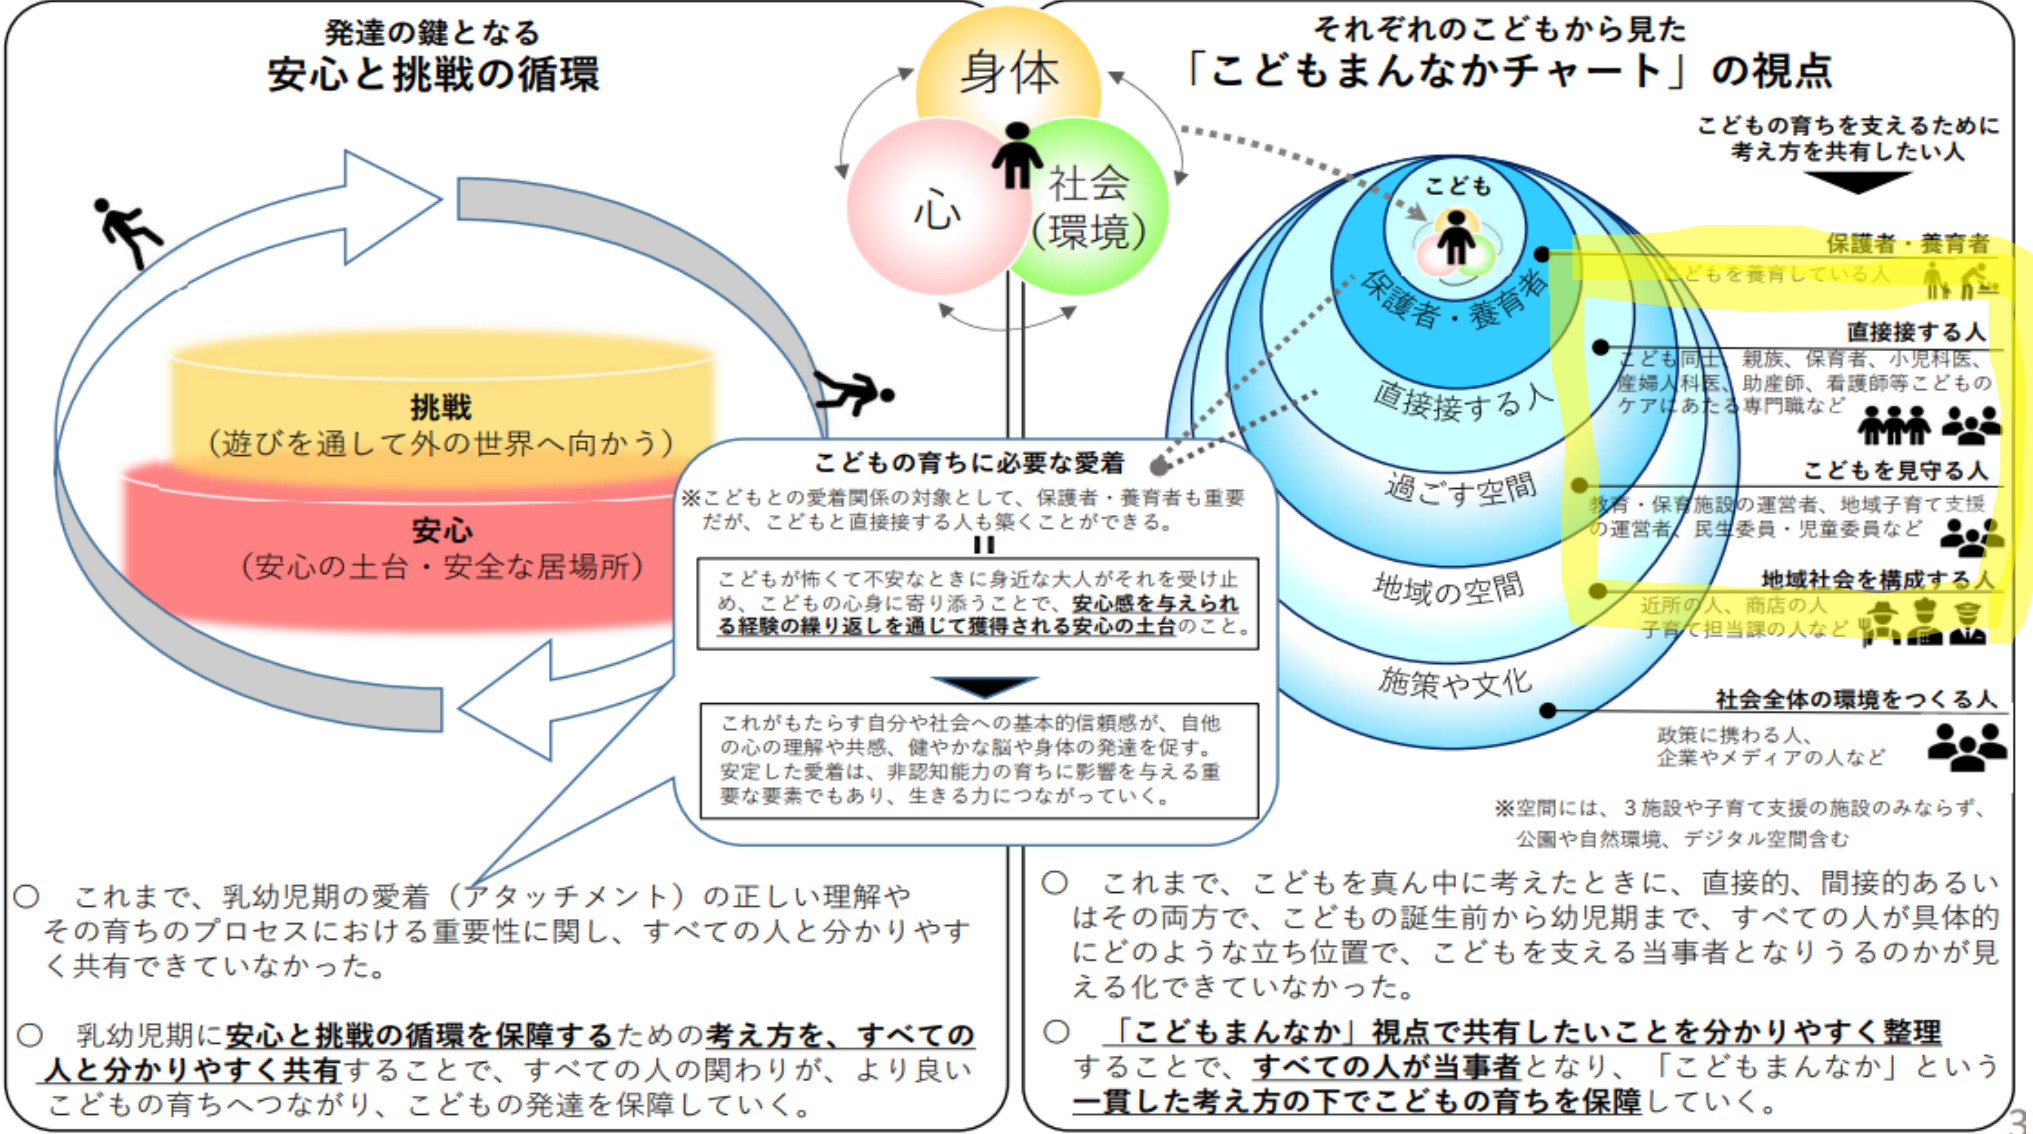 発達の鍵となる
安心と挑戦の循環
挑戦
（遊びを通して外の世界へ向かう）
安心
（安心の土台・安全な居場所）
身体
心
社会
（環境）
こどもの育ちに必要な愛着
※こどもとの愛着関係の対象として、保護者・養育者も重要
だが、こどもと直接接する人も築くことができる。
こどもが怖くて不安なときに身近な大人がそれを受け止
め、こどもの心身に寄り添うことで、安心感を与えられ
る経験の繰り返しを通じて獲得される安心の土台のこと。
これがもたらす自分や社会への基本的信頼感が、自他
の心の理解や共感、健やかな脳や身体の発達を促す。
安定した愛着は、非認知能力の育ちに影響を与える重
要な要素でもあり、生きる力につながっていく。
〇　これまで、乳幼児期の愛着（アタッチメント）の正しい理解や
その育ちのプロセスにおける重要性に関し、すべての人と分かりやす
く共有できていなかった。
〇　乳幼児期に安心と挑戦の循環を保障するための考え方を、すべての
人と分かりやすく共有することで、すべての人の関わりが、より良い
こどもの育ちへつながり、こどもの発達を保障していく。
それぞれのこどもから見た
「こどもまんなかチャート」の視点
こどもの育ちを支えるために
考え方を共有したい人
こども
保護者・養育者
直接接する人
過ごす空間
地域の空間
施策や文化
保護者・養育者
こどもを養育している人
直接接する人
こども同士、親族、保育者、小児科医、
産婦人科医、助産師、看護師等こどもの
ケアにあたる専門職など
こどもを見守る人
教育・保育施設の運営者、地域子育て支援
の運営者、民生委員・児童委員など
地域社会を構成する人
近所の人、商店の人
子育て担当課の人など
社会全体の環境をつくる人
政策に携わる人、
企業やメディアの人など
※空間には、３施設や子育て支援の施設のみならず、
公園や自然環境、デジタル空間含む
〇　これまで、こどもを真ん中に考えたときに、直接的、間接的あるい
はその両方で、こどもの誕生前から幼児期まで、すべての人が具体的
にどのような立ち位置で、こどもを支える当事者となりうるのかが見
える化できていなかった。
〇　「こどもまんなか」視点で共有したいことを分かりやすく整理
することで、すべての人が当事者となり、「こどもまんなか」という
一貫した考え方の下でこどもの育ちを保障していく。
3